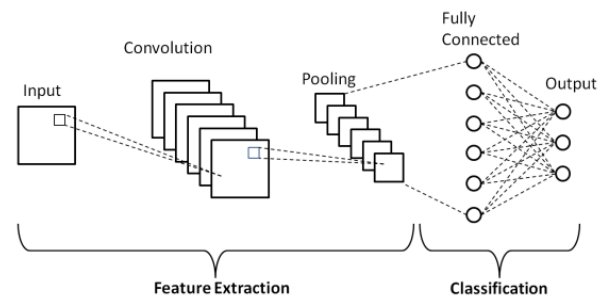 Input
Convolution
Pooling
Fully
Connected
Output
Feature Extraction
Classification